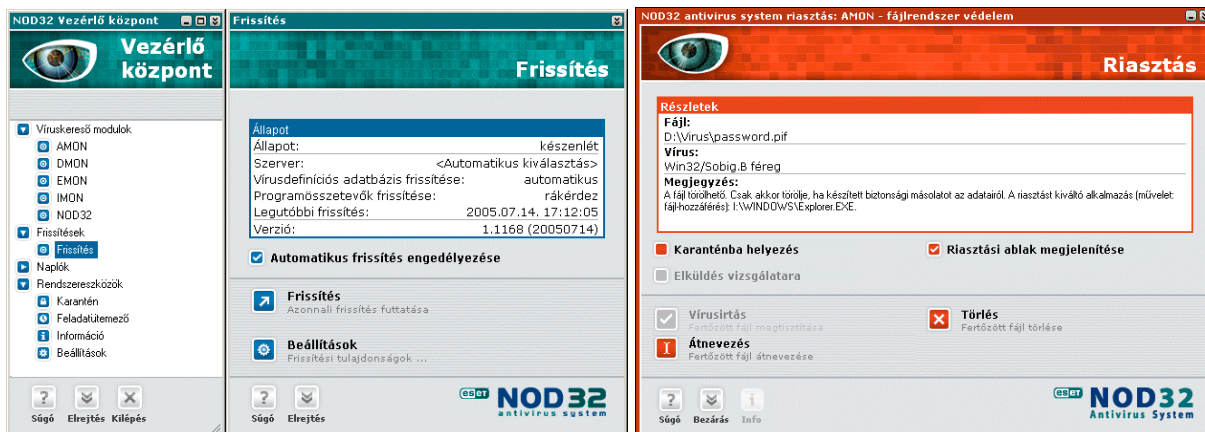 NOD32 Vezérlő központ
Vezérlő
központ
Víruskereső modulok
AMON
DMON
EMON
IMON
NOD32
Frissítések
Frissítés
Naplók
Rendszereszközök
Karantén
Feladatütemező
Információ
Beállítások
Súgó Elrejtés Kilépés
Frissítés
Frissítés
Állapot
Állapot: készenlét
Szerver: <Automatikus kiválasztás>
Vírusdefiníciós adatbázis frissítése: automatikus
Programösszetevők frissítése: rákérdez
Legutóbbi frissítés: 2005.07.14. 17:12:05
Verzió: 1.1168 (20050714)
Automatikus frissítés engedélyezése
Frissítés
Azonnali frissítés futtatása
Beállítások
Frissítési tulajdonságok ...
Súgó Elrejtés
eset NOD32
antivirus system
NOD32 antivirus system riasztás: AMON - fájlrendszer védelem
Riasztás
Részletek
Fájl:
D:\Virus\password.pif
Vírus:
Win32/Sobig.B féreg
Megjegyzés:
A fájl törölhető. Csak akkor törölje, ha készített biztonsági másolatot az adatairól. A riasztást kiváltó alkalmazás (művelet:
fájl-hozzáférés): I:\WINDOWS\Explorer.EXE.
Karanténba helyezés Riasztási ablak megjelenítése
Elküldés vizsgálatara
Vírusirtás
Fertőzött fájl megtisztítása
Törlés
Fertőzött fájl törlése
Átnevezés
Fertőzött fájl átnevezése
Súgó Bezárás Info
eset NOD32
Antivirus System